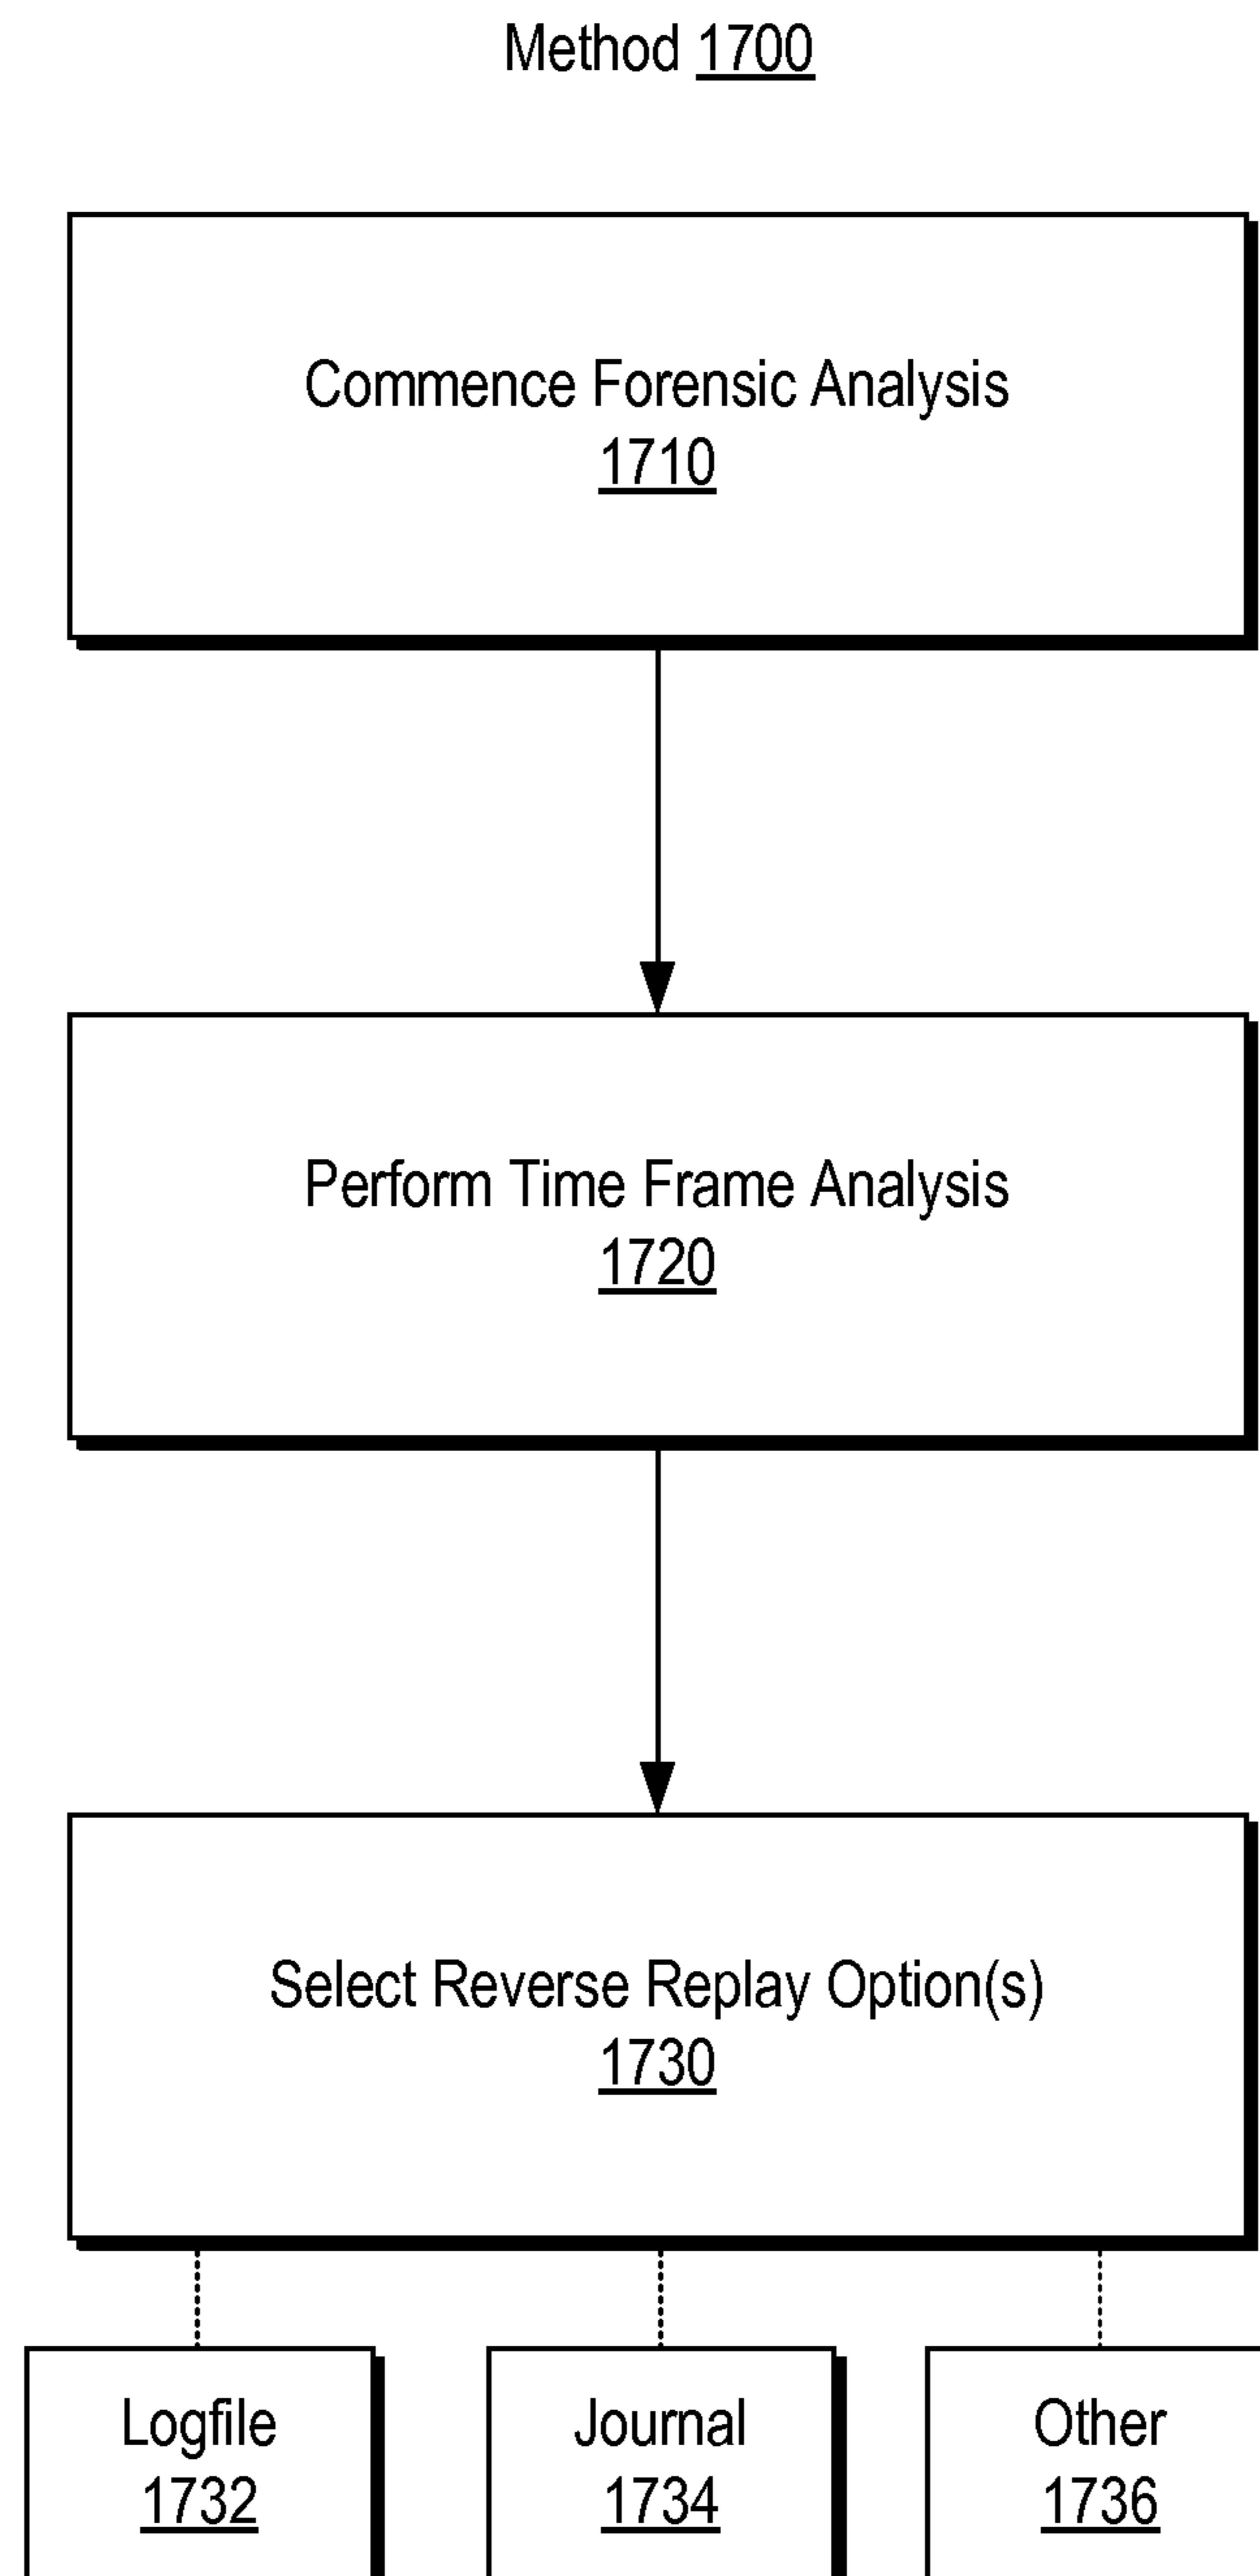 Method 1700
Commence Forensic Analysis
1710
Perform Time Frame Analysis
1720
Select Reverse Replay Option(s)
1730
Logfile
1732
Journal
1734
Other
1736